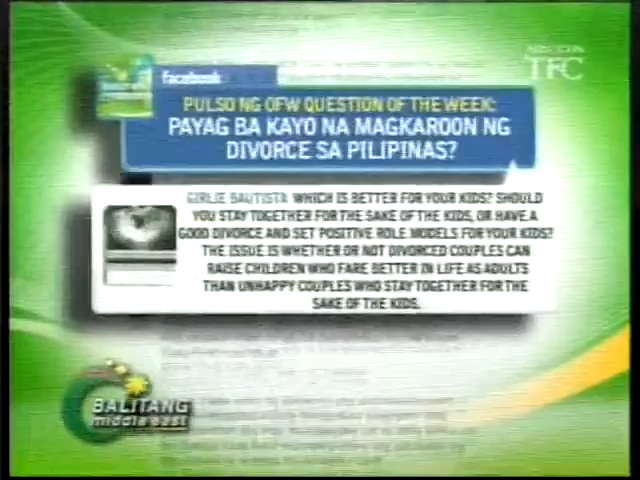 ABS-CBN
TFC
Facebook
PULSO NG OFW QUESTION OF THE WEEK:
PAYAG BA KAYO NA MAGKAROON NG
DIVORCE SA PILIPINAS?
GIRLIE BAUTISTA: WHICH IS BETTER FOR YOUR KIDS? SHOULD
YOU STAY TOGETHER FOR THE SAKE OF THE KIDS, OR HAVE A
GOOD DIVORCE AND SET POSITIVE ROLE MODELS FOR YOUR KIDS?
THE ISSUE IS WHETHER OR NOT DIVORCED COUPLES CAN
RAISE CHILDREN WHO FARE BETTER IN LIFE AS ADULTS
THAN UNHAPPY COUPLES WHO STAY TOGETHER FOR THE
SAKE OF THE KIDS.
BALITANG
middle east